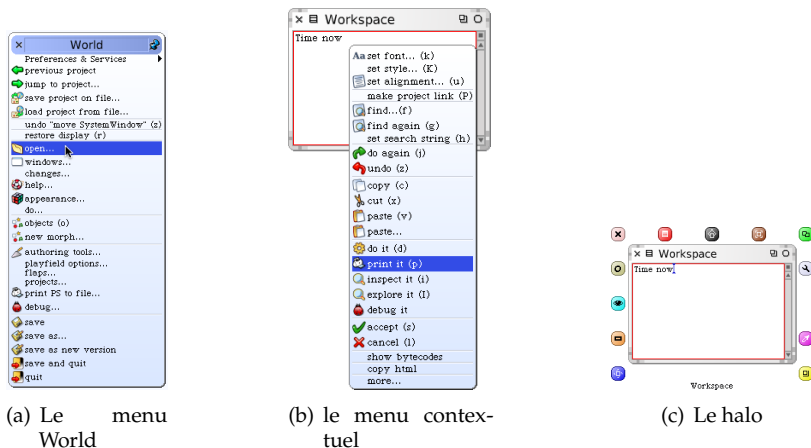 World
Preferences & Services
previous project
jump to project...
save project on file...
load project from file...
undo "move SystemWindow" (z)
restore display (r)
open...
windows...
changes...
help...
appearance...
do...
objects (o)
new morph...
authoring tools...
playfield options...
flaps...
projects...
print PS to file...
debug...
save
save as...
save as new version
save and quit
quit
(a) Le menu
World
Workspace
Time now
Aa set font... (k)
set style... (K)
set alignment... (u)
make project link (P)
find...(f)
find again (g)
set search string (h)
do again (j)
undo (z)
copy (c)
cut (x)
paste (v)
paste...
do it (d)
print it (p)
inspect it (i)
explore it (I)
debug it
accept (s)
cancel (l)
show bytecodes
copy html
more...
(b) le menu contex-
tuel
Workspace
Time now
Workspace
(c) Le halo